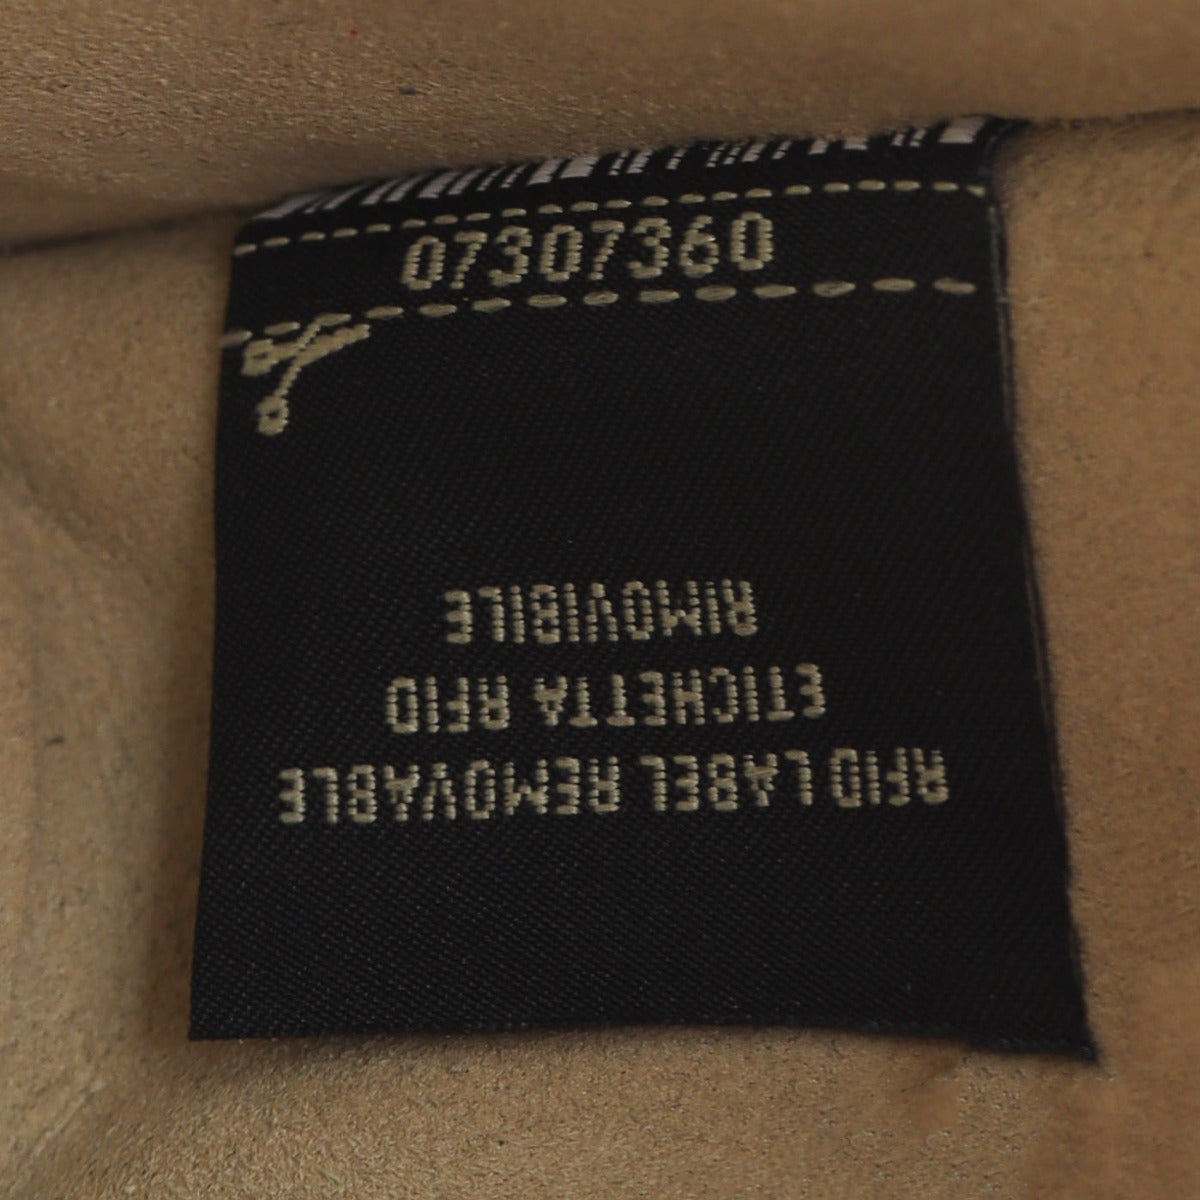 07307360
RFID LABEL REMOVABLE
ETICHETTA RFID
RIMOVIBILE